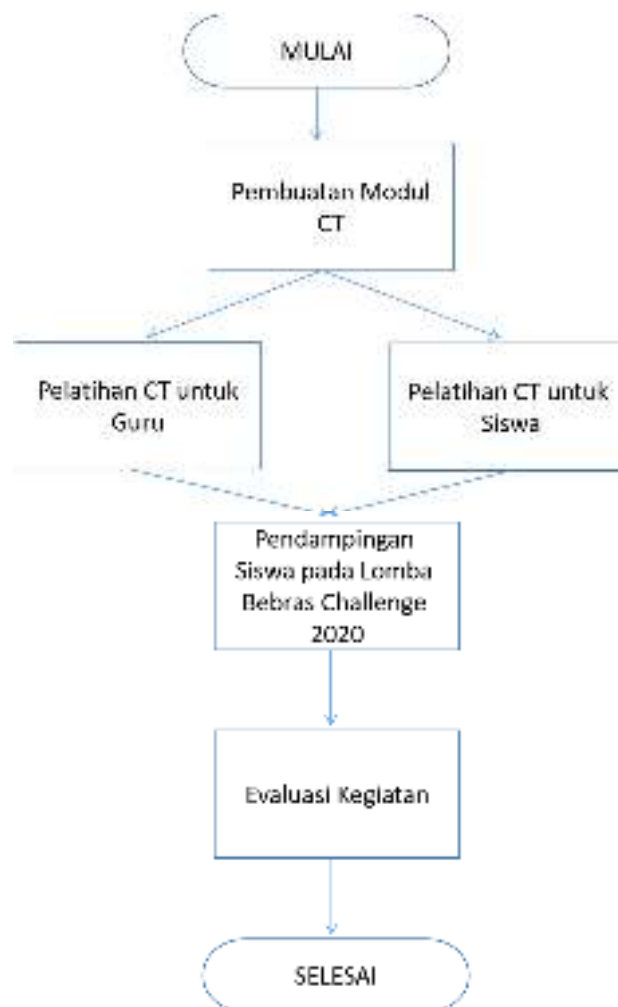 MULAI
Pembuatan Modul
CT
Pelatihan CT untuk
Guru
Pelatihan CT untuk
Siswa
Pendampingan
Siswa pada Lomba
Bebras Challenge
2020
Evaluasi Kegiatan
SELESAI